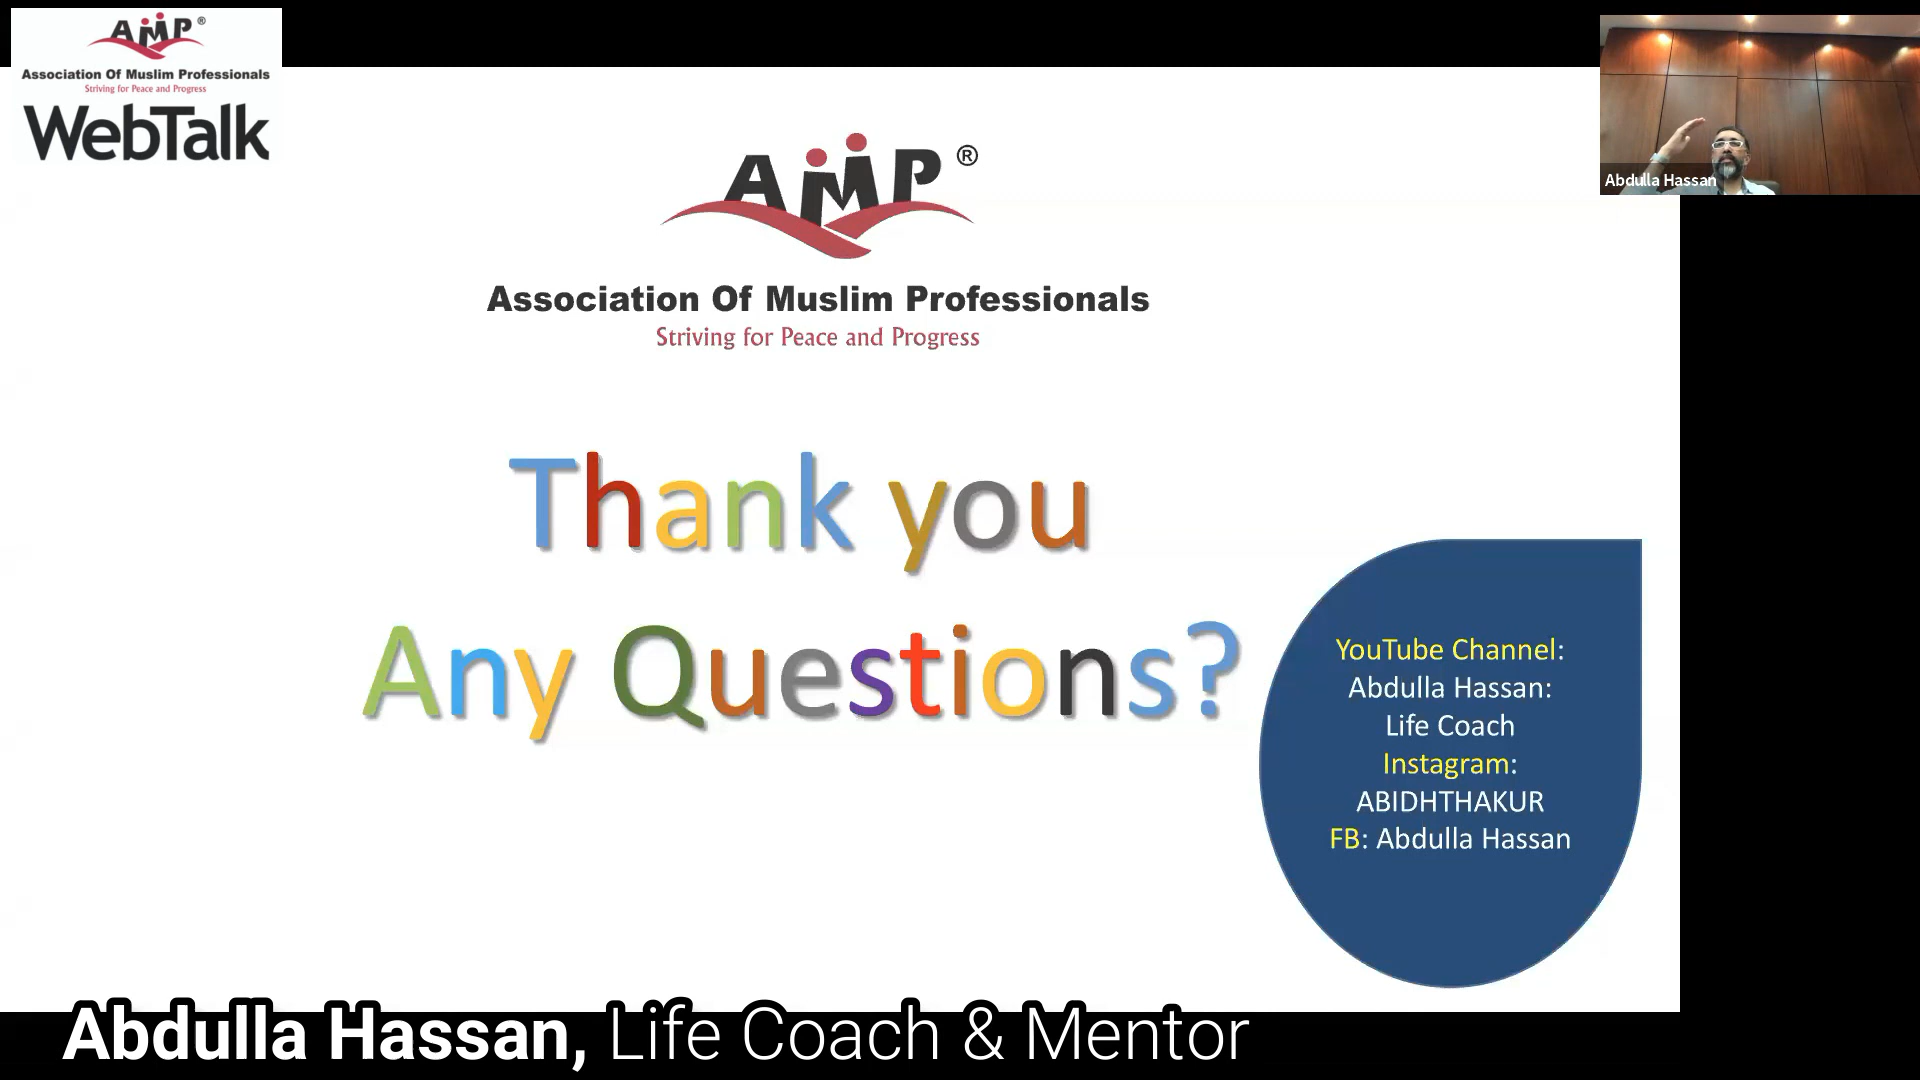 AMP ®
Association Of Muslim Professionals
Striving for Peace and Progress
WebTalk
Abdulla Hassan
AMP ®
Association Of Muslim Professionals
Striving for Peace and Progress
Thank you
Any Questions?
YouTube Channel:
Abdulla Hassan:
Life Coach
Instagram:
ABIDHTHAKUR
FB: Abdulla Hassan
Abdulla Hassan, Life Coach & Mentor